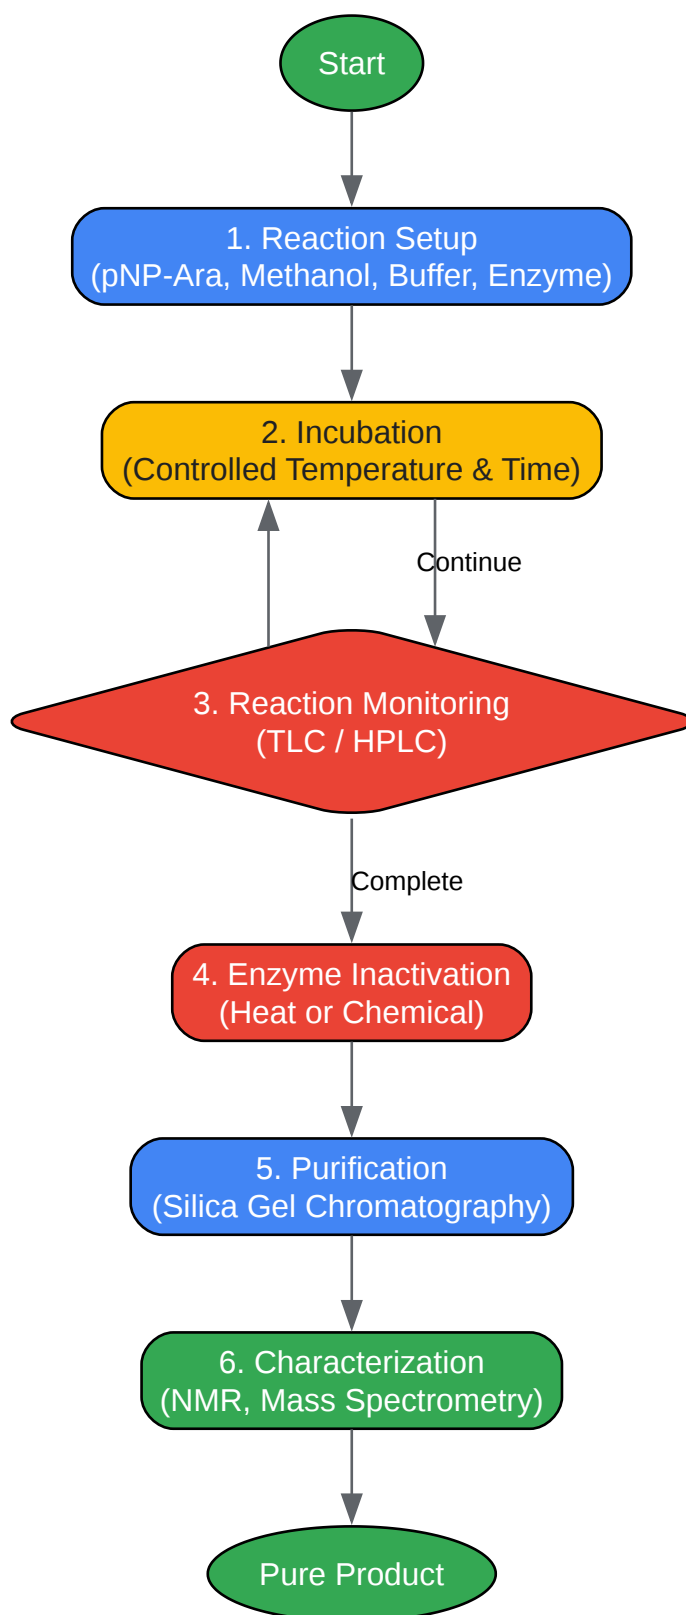 Start
1. Reaction Setup
(pNP-Ara, Methanol, Buffer, Enzyme)
2. Incubation
(Controlled Temperature & Time)
Continue
3. Reaction Monitoring
(TLC / HPLC)
Complete
4. Enzyme Inactivation
(Heat or Chemical)
5. Purification
(Silica Gel Chromatography)
6. Characterization
(NMR, Mass Spectrometry)
Pure Product